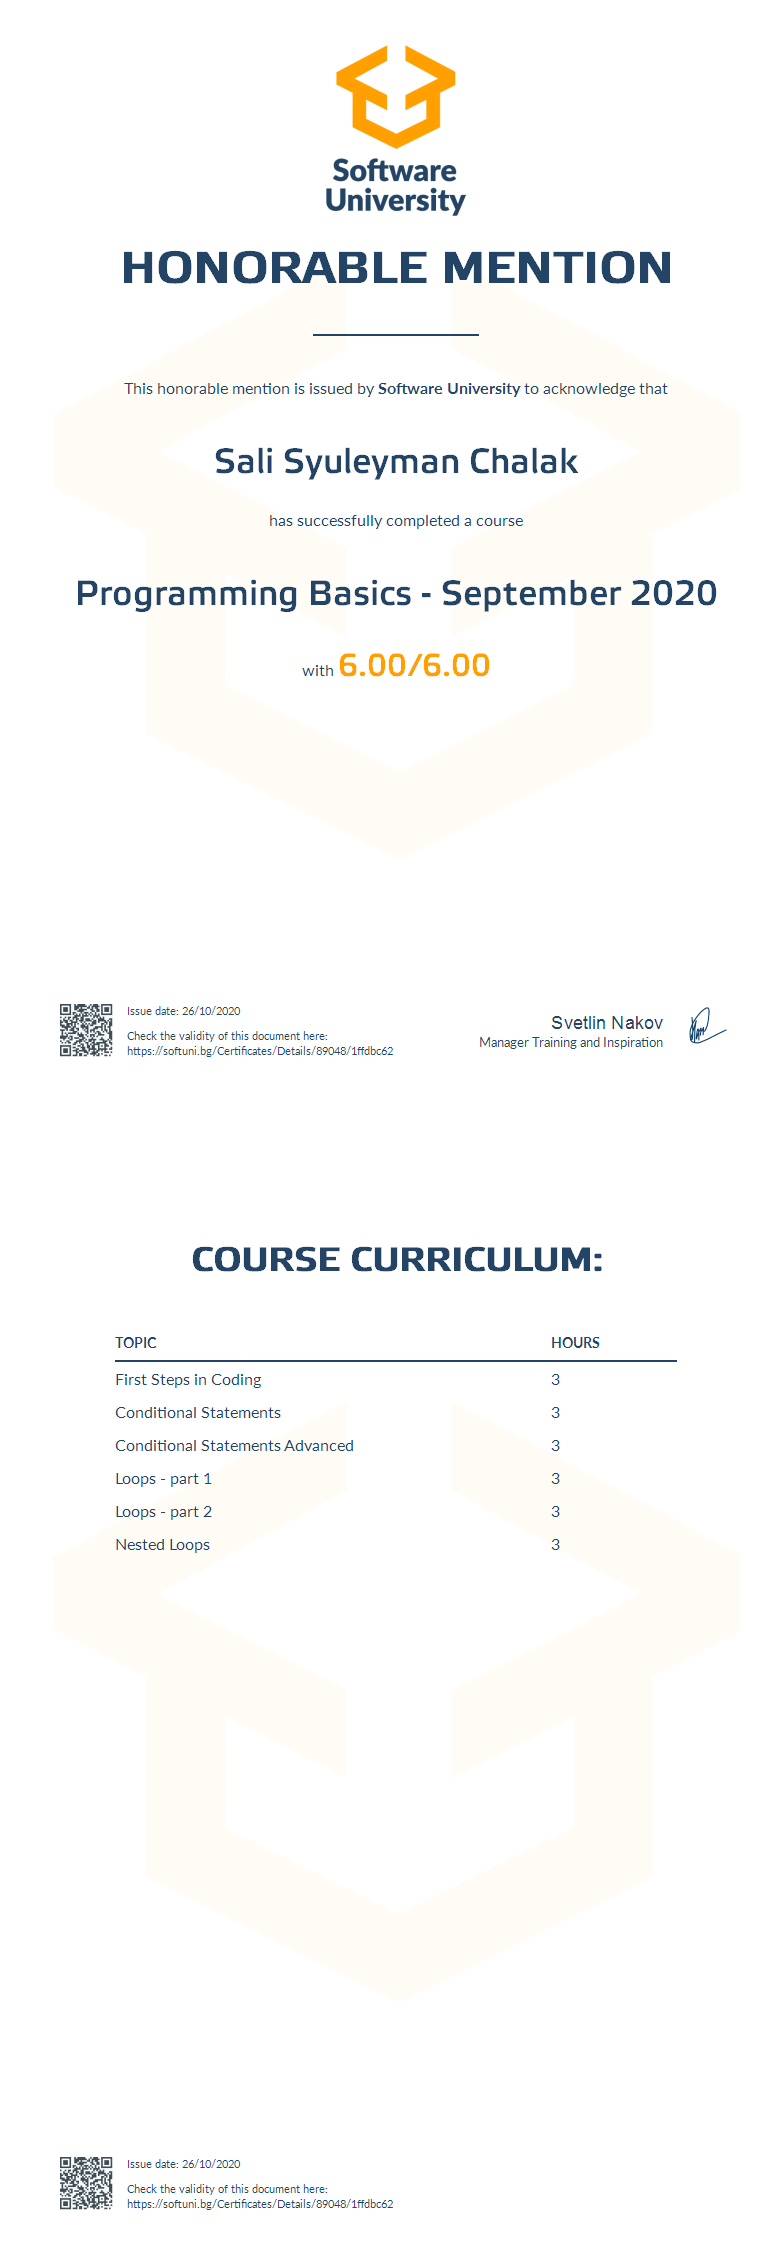 Software
University
HONORABLE MENTION
This honorable mention is issued by Software University to acknowledge that
Sali Syuleyman Chalak
has successfully completed a course
Programming Basics - September 2020
with 6.00/6.00
Issue date: 26/10/2020
Check the validity of this document here:
https://softuni.bg/Certificates/Details/89048/1ffdbc62
Svetlin Nakov
Manager Training and Inspiration
COURSE CURRICULUM:
TOPIC HOURS
First Steps in Coding 3
Conditional Statements 3
Conditional Statements Advanced 3
Loops - part 1 3
Loops - part 2 3
Nested Loops 3
Issue date: 26/10/2020
Check the validity of this document here:
https://softuni.bg/Certificates/Details/89048/1ffdbc62